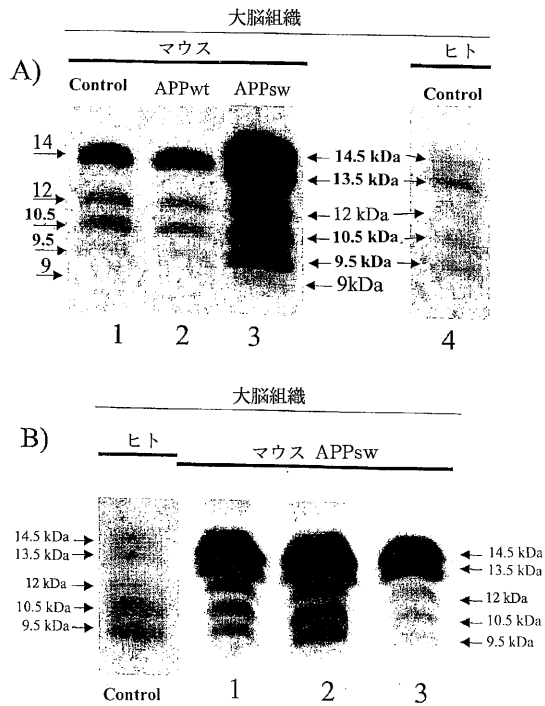 大脳組織
マウス
ヒト
A)
Control
APPwt
APPsw
Control
14
12
10.5
9.5
9
14.5 kDa
13.5 kDa
12 kDa
10.5 kDa
9.5 kDa
9kDa
1
2
3
4
大脳組織
B)
ヒト
マウス APPsw
14.5 kDa
13.5 kDa
12 kDa
10.5 kDa
9.5 kDa
14.5 kDa
13.5 kDa
12 kDa
10.5 kDa
9.5 kDa
Control
1
2
3